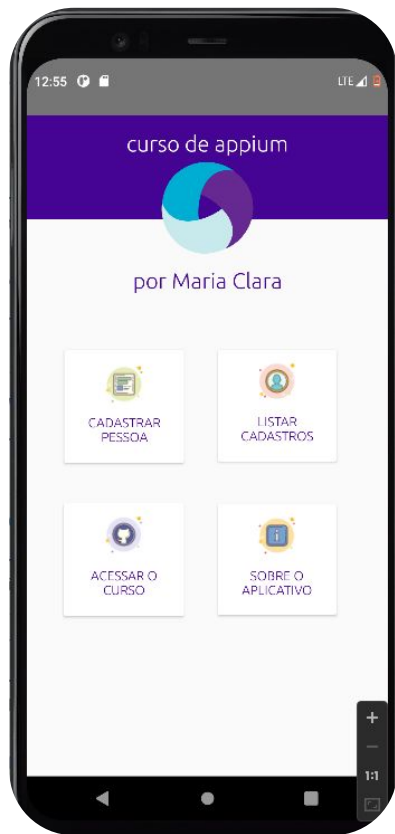 12:55
LTE
curso de appium
por Maria Clara
CADASTRAR
PESSOA
LISTAR
CADASTROS
ACESSAR O
CURSO
SOBRE O
APLICATIVO
1:1